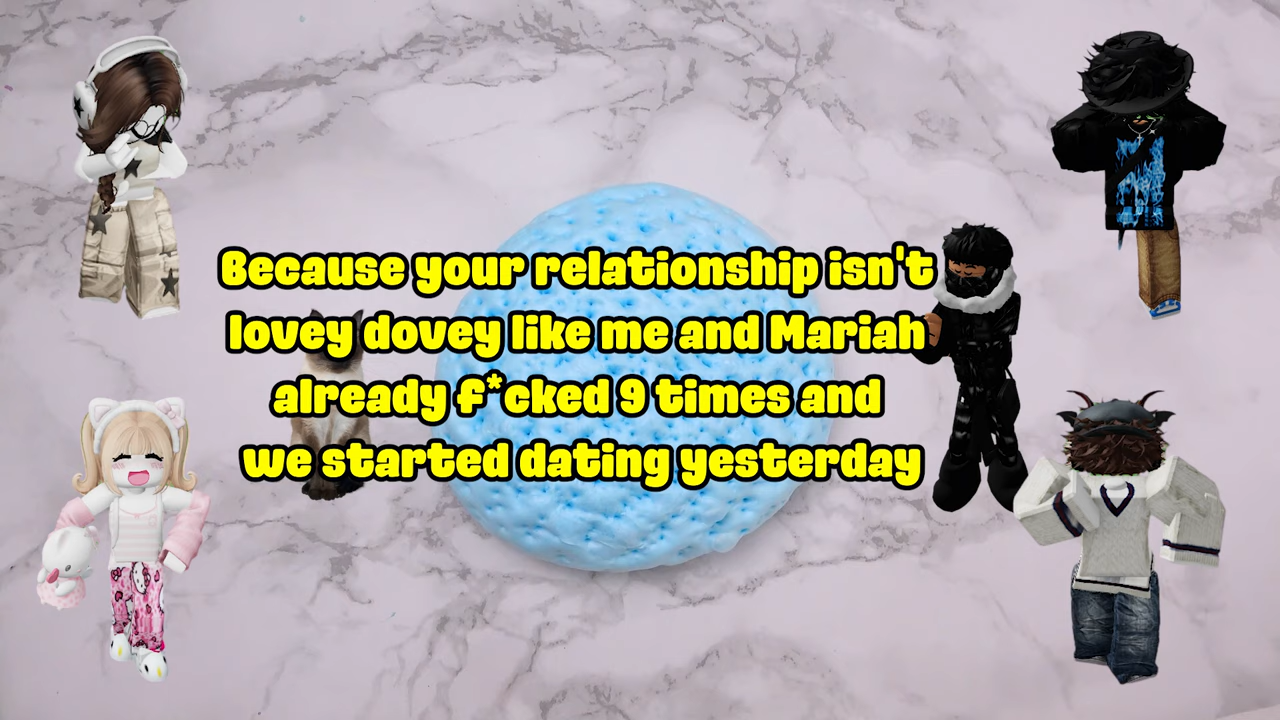 Because your relationship isn't
lovey dovey like me and Mariah
already f*cked 9 times and
we started dating yesterday